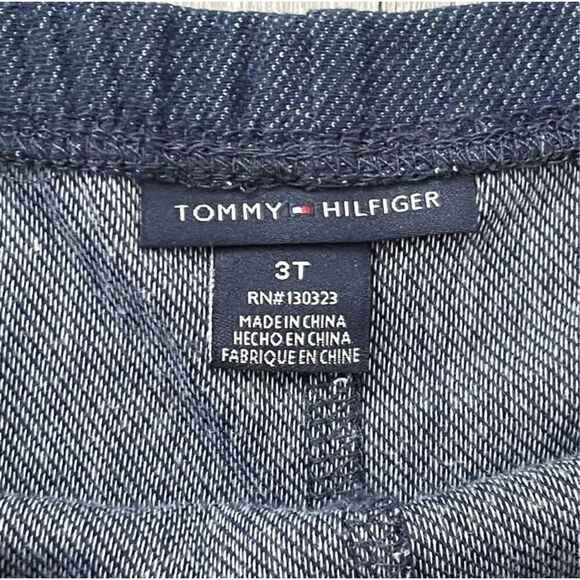 TOMMY HILFIGER
3T
RN#130323
MADE IN CHINA
HECHO EN CHINA
FABRIQUE EN CHINE